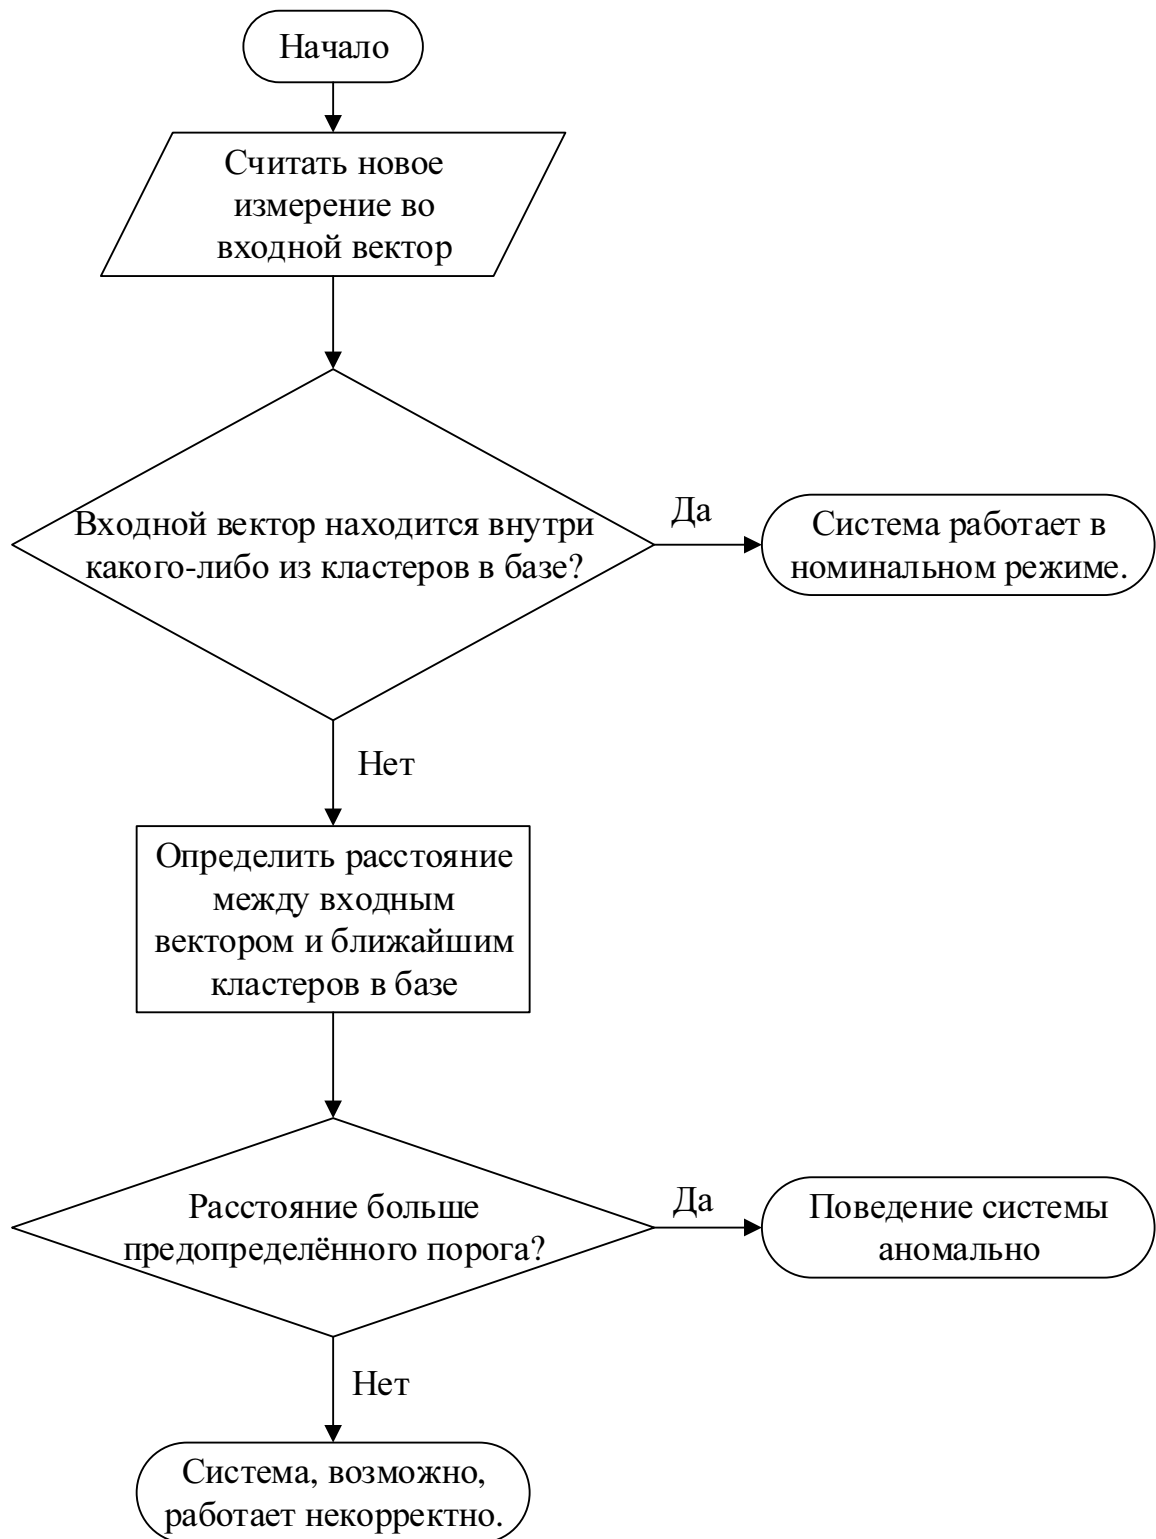 Начало
Считать новое
измерение во
входной вектор
Входной вектор находится внутри
какого-либо из кластеров в базе?
Да
Система работает в
номинальном режиме.
Нет
Определить расстояние
между входным
вектором и ближайшим
кластеров в базе
Расстояние больше
предопределённого порога?
Да
Поведение системы
аномально
Нет
Система, возможно,
работает некорректно.